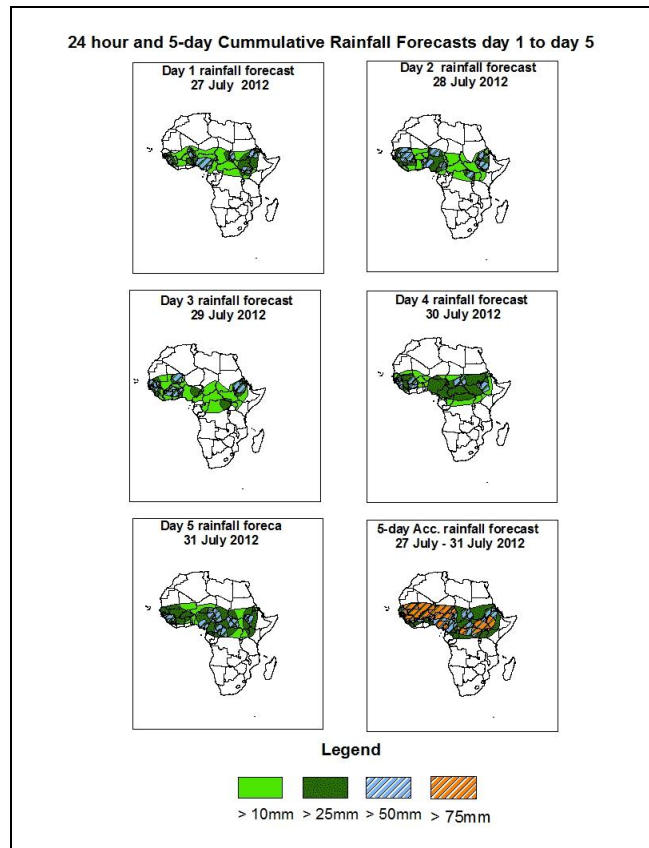 24 hour and 5-day Cummulative Rainfall Forecasts day 1 to day 5
Day 1 rainfall forecast
27 July  2012
Day 2  rainfall forecast
28 July 2012
Day 3 rainfall forecast
29 July 2012
Day 4 rainfall forecast
30 July 2012
Day 5 rainfall foreca
31 July 2012
5-day Acc. rainfall forecast
27 July - 31 July 2012
Legend
> 10mm > 25mm > 50mm > 75mm